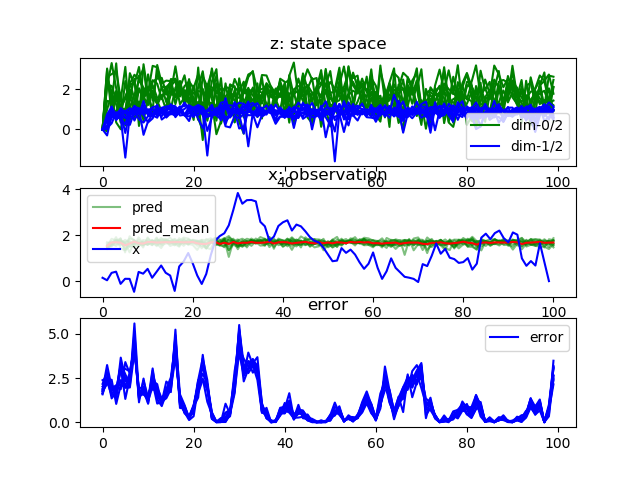 z: state space
2
0
dim-0/2
dim-1/2
0 20 40 60 80 100
x: observation
4
2
0
pred
pred_mean
x
0 20 40 60 80 100
error
5.0
2.5
0.0
error
0 20 40 60 80 100